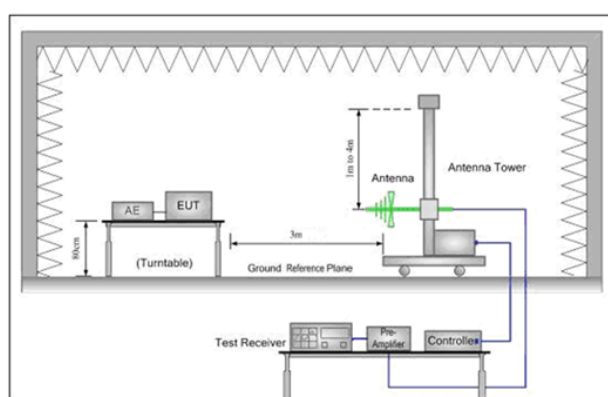 1m to 4m
Antenna
Antenna Tower
AE
EUT
80cm
(Turntable)
3m
Ground Reference Plane
Test Receiver
Pre-
Amplifier
Controller